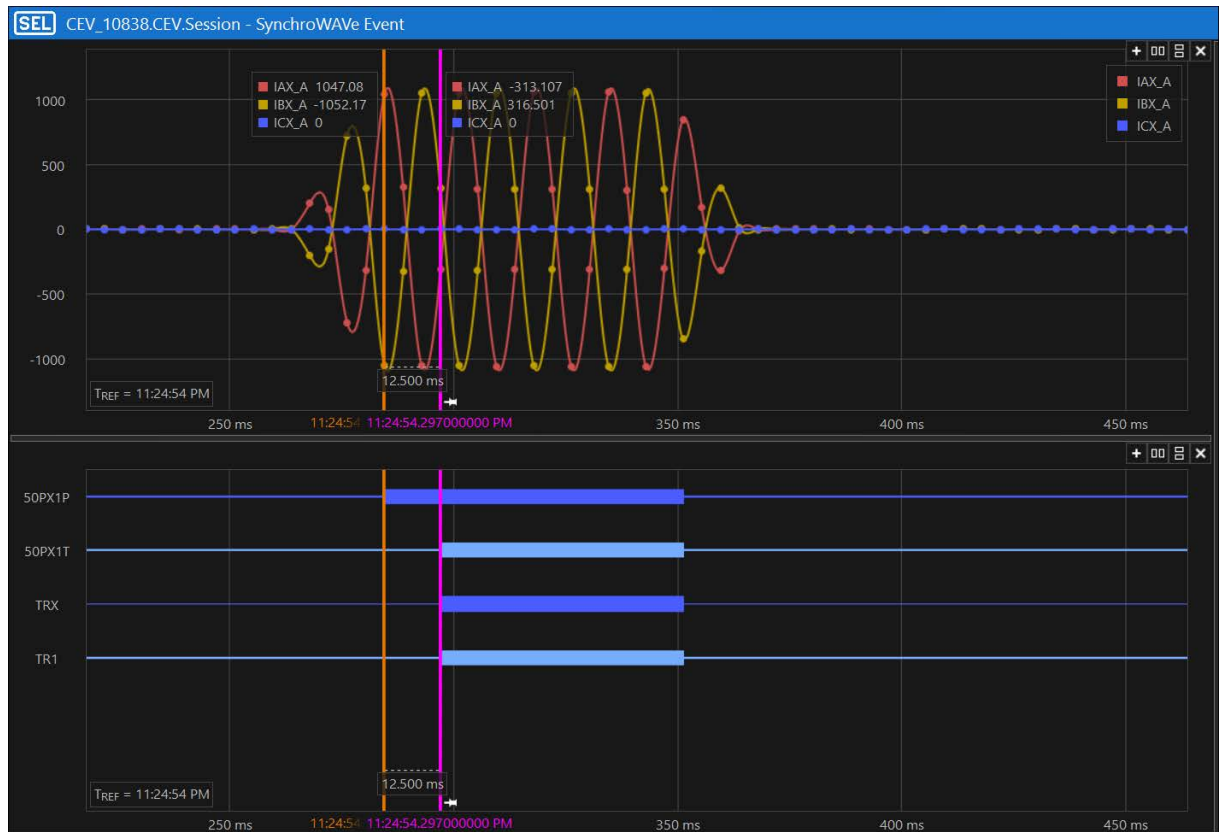 SEL CEV_10838.CEV.Session - SynchroWAVe Event
IAX_A 1047.08
IBX_A -1052.17
ICX_A 0
IAX_A -313.107
IBX_A 316.501
ICX_A 0
IAX_A
IBX_A
ICX_A
1000
500
0
-500
-1000
12.500 ms
TREF = 11:24:54 PM
250 ms 11:24:54 11:24:54.297000000 PM 350 ms 400 ms 450 ms
50PX1P
50PX1T
TRX
TR1
12.500 ms
TREF = 11:24:54 PM
250 ms 11:24:54 11:24:54.297000000 PM 350 ms 400 ms 450 ms